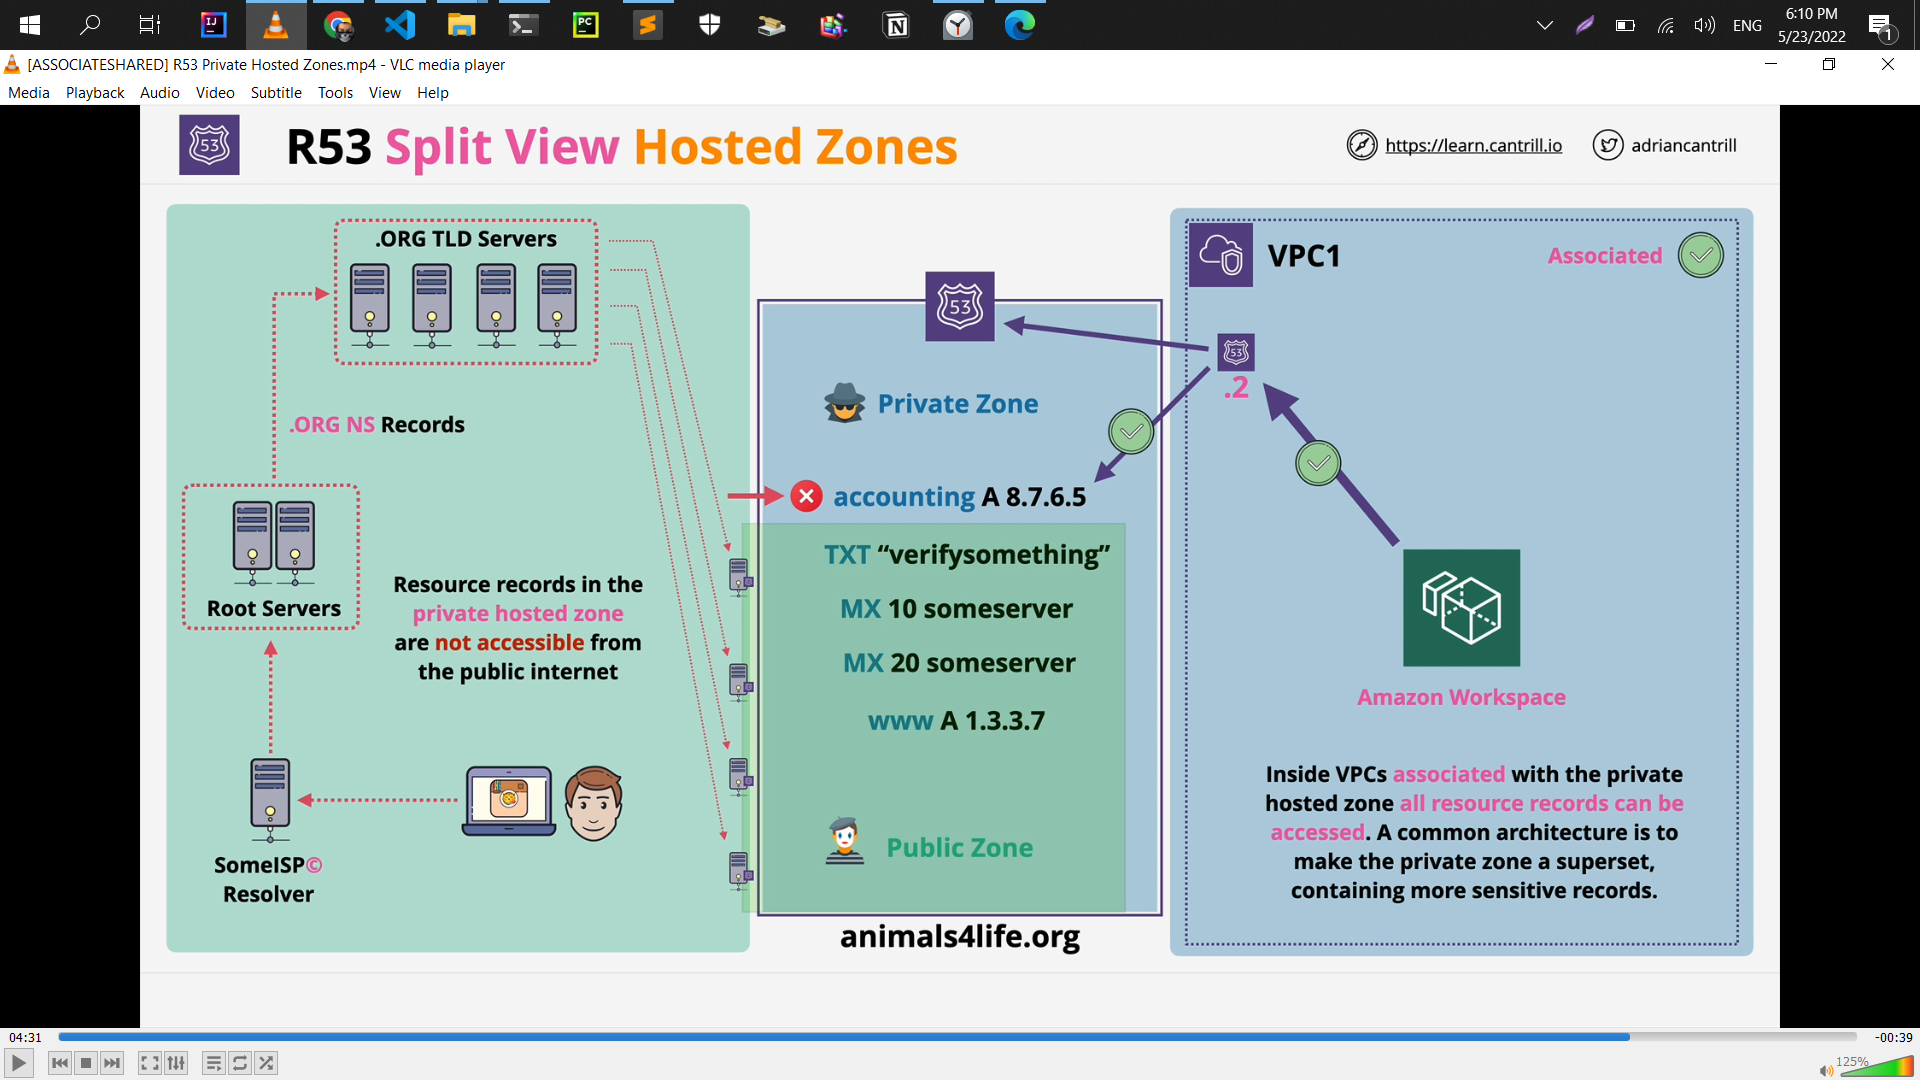 6:10 PM
ENG
5/23/2022
1
IJ
PC
N
[ASSOCIATESHARED] R53 Private Hosted Zones.mp4 - VLC media player
Media Playback Audio Video Subtitle Tools View Help
53
R53 Split View Hosted Zones
https://learn.cantrill.io
adriancantrill
.ORG TLD Servers
.ORG NS Records
Root Servers
Resource records in the
private hosted zone
are not accessible from
the public internet
SomeISP©
Resolver
53
Private Zone
accounting A 8.7.6.5
TXT “verifysomething”
MX 10 someserver
MX 20 someserver
www A 1.3.3.7
Public Zone
animals4life.org
VPC1
Associated
53
.2
Amazon Workspace
Inside VPCs associated with the private
hosted zone all resource records can be
accessed. A common architecture is to
make the private zone a superset,
containing more sensitive records.
04:31
-00:39
125%